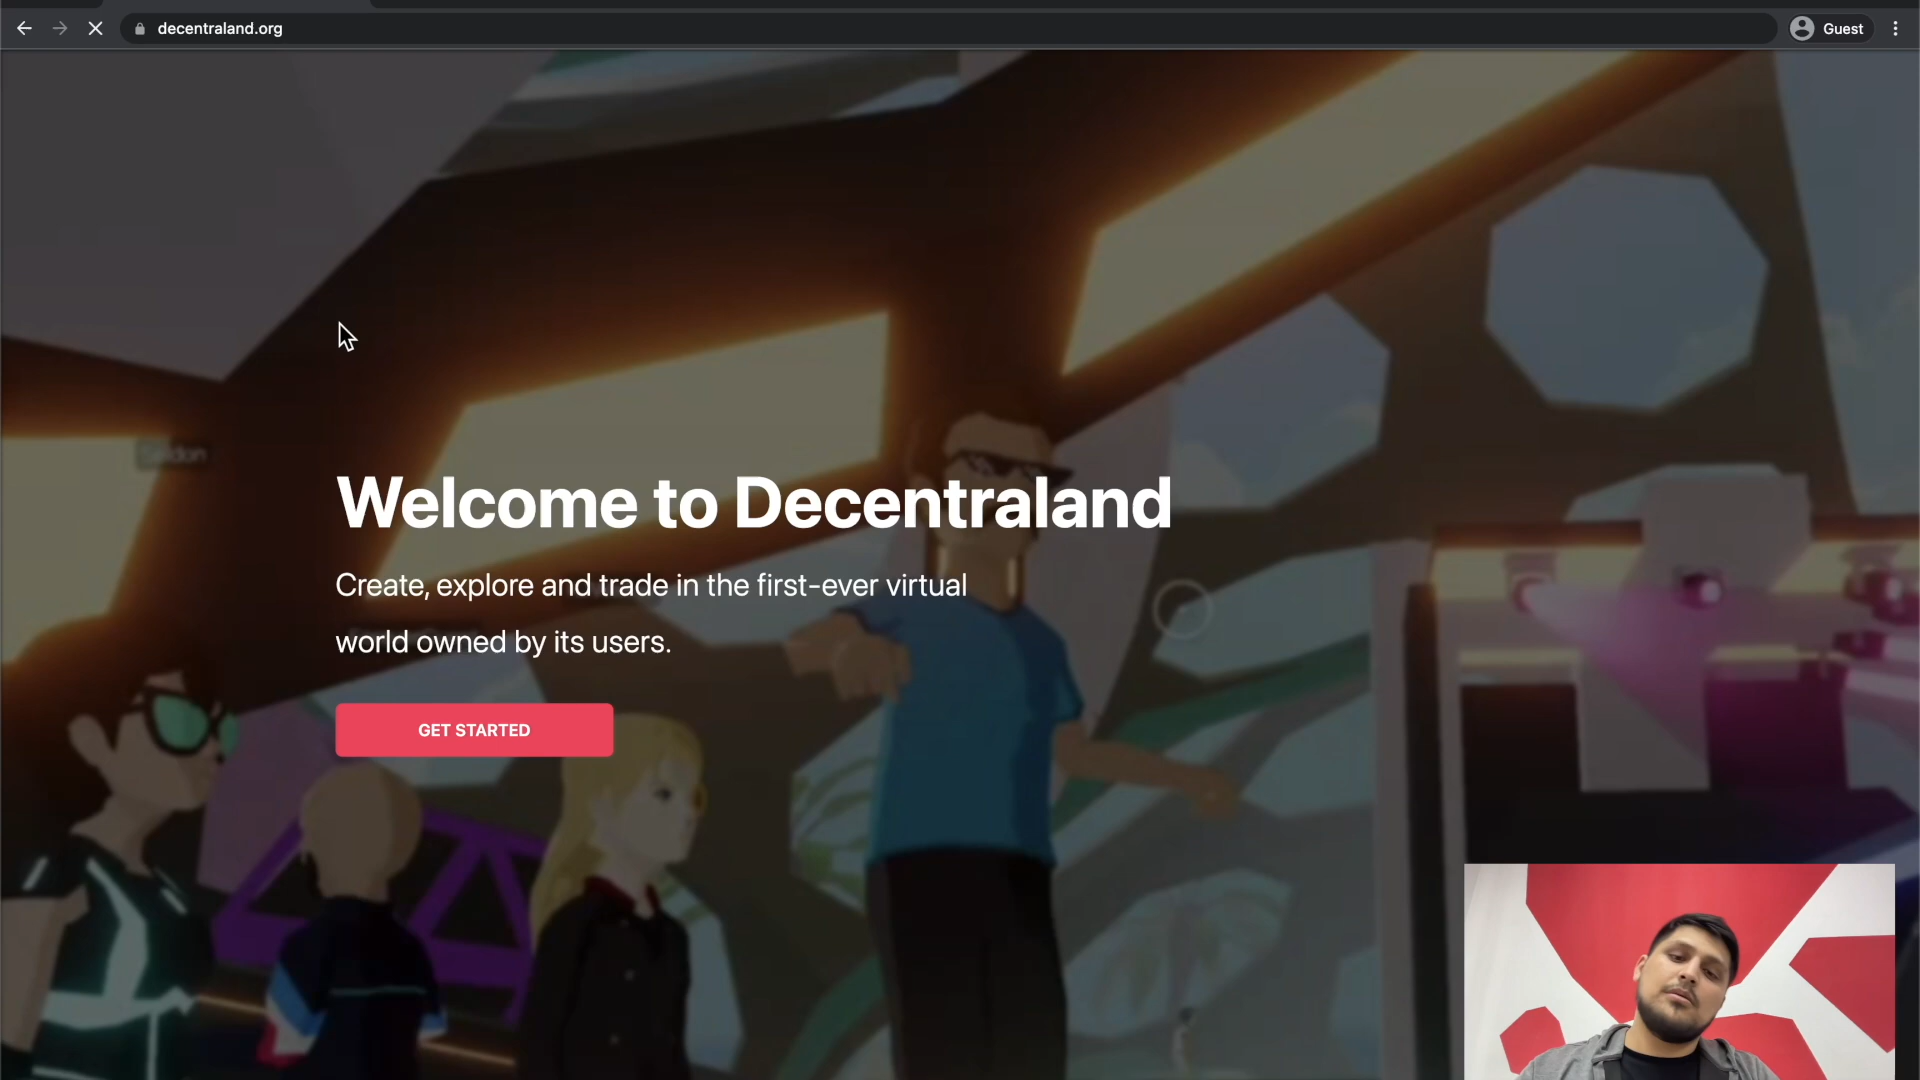 decentraland.org
Guest
Welcome to Decentraland
Create, explore and trade in the first-ever virtual
world owned by its users.
GET STARTED